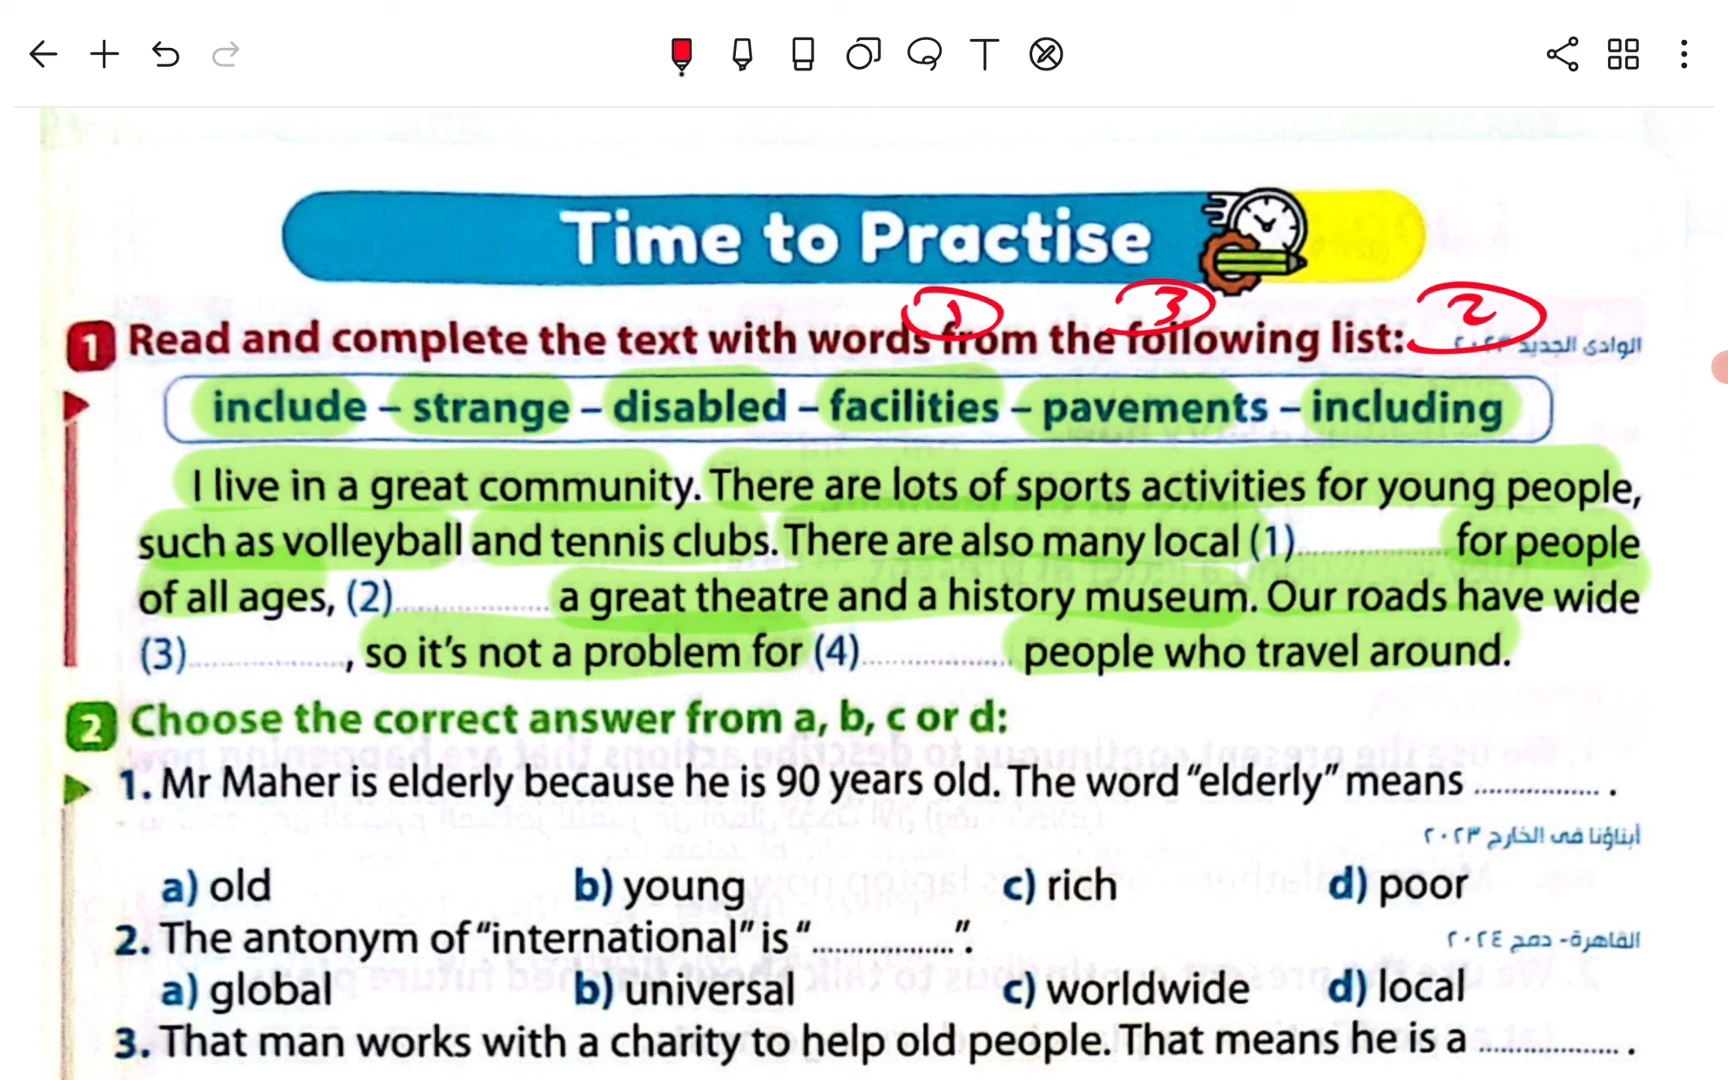 Time to Practise
① ③ ②
1 Read and complete the text with words from the following list: الوادى الجديد ٢٠٢٣
include – strange – disabled – facilities – pavements – including
I live in a great community. There are lots of sports activities for young people,
such as volleyball and tennis clubs. There are also many local (1)................ for people
of all ages, (2)................ a great theatre and a history museum. Our roads have wide
(3)................, so it's not a problem for (4)................ people who travel around.
2 Choose the correct answer from a, b, c or d:
1. Mr Maher is elderly because he is 90 years old. The word “elderly” means ................ .
أبناؤنا فى الخارج ٢٠٢٣
a) old b) young c) rich d) poor
2. The antonym of “international” is “................”. القاهرة- دمج ٢٠٢٤
a) global b) universal c) worldwide d) local
3. That man works with a charity to help old people. That means he is a ................ .